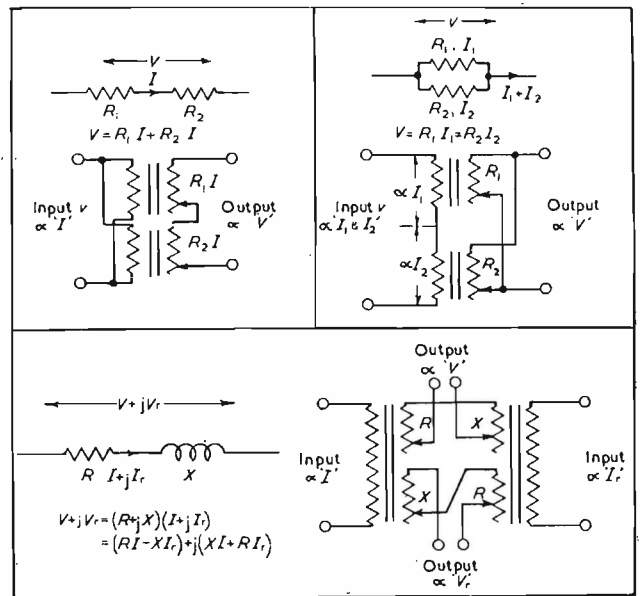 V
I
Rᵢ R₂
V = R₁ I + R₂ I
Input v
∝ 'I'
R₁ I
R₂ I
Output
∝ 'V'
V
R₁, I₁
R₂, I₂
I₁ + I₂
V = R₁ I₁ = R₂ I₂
Input v
∝ 'I₁ & I₂'
∝ I₁
∝ I₂
R₁
R₂
Output
∝ 'V'
V + jVᵣ
R I + jIᵣ X
V + jVᵣ = (R + jX)(I + jIᵣ)
= (RI − XIᵣ) + j(XI + RIᵣ)
Output
∝ 'V'
Input
∝ 'I'
R X
X R
Input
∝ 'Iᵣ'
Output
∝ 'Vᵣ'